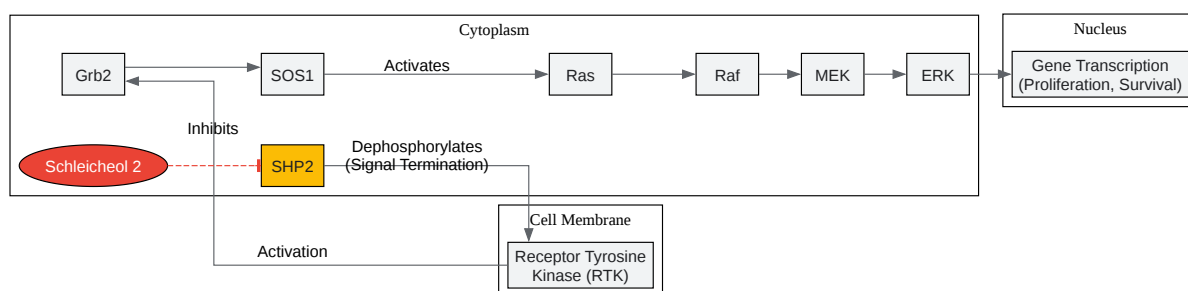 Cytoplasm
Nucleus
Grb2
SOS1
Activates
Ras
Raf
MEK
ERK
Gene Transcription
(Proliferation, Survival)
Inhibits
Schleicheol 2
SHP2
Dephosphorylates
(Signal Termination)
Cell Membrane
Activation
Receptor Tyrosine
Kinase (RTK)